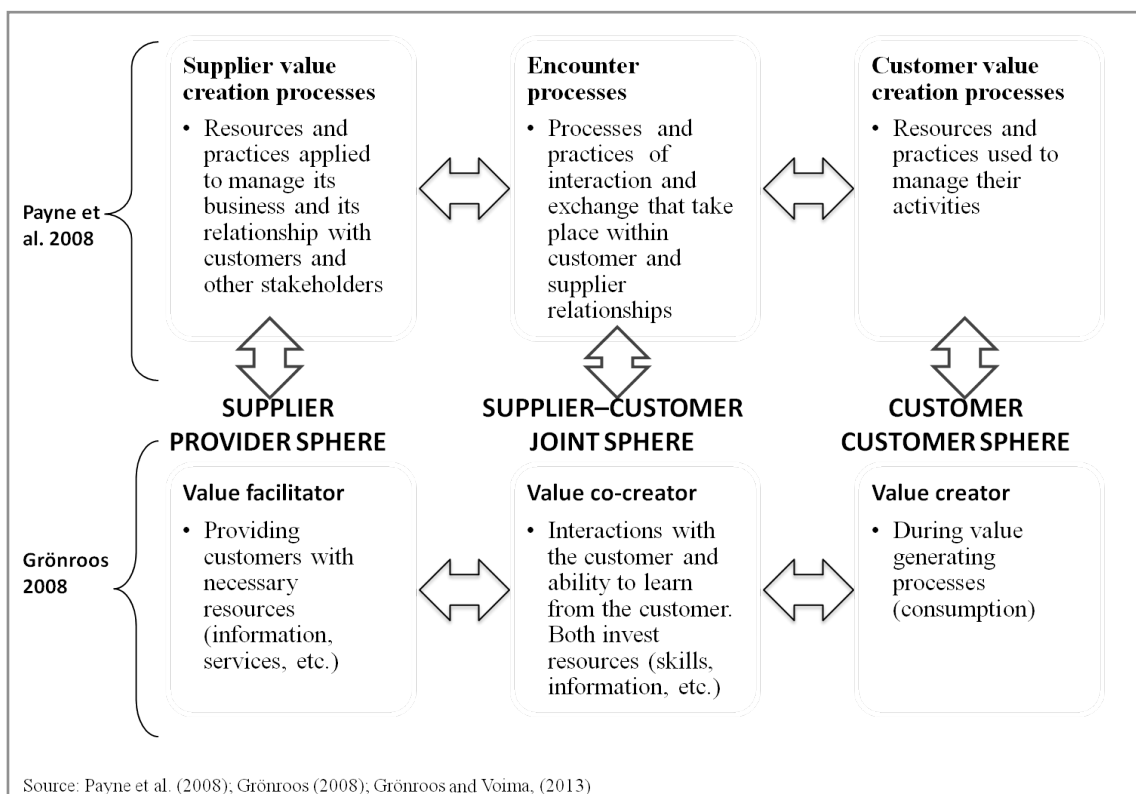 Payne et
al. 2008
Supplier value
creation processes
• Resources and
practices applied
to manage its
business and its
relationship with
customers and
other stakeholders
Encounter
processes
• Processes and
practices of
interaction and
exchange that take
place within
customer and
supplier
relationships
Customer value
creation processes
• Resources and
practices used to
manage their
activities
SUPPLIER
PROVIDER SPHERE
SUPPLIER–CUSTOMER
JOINT SPHERE
CUSTOMER
CUSTOMER SPHERE
Grönroos
2008
Value facilitator
• Providing
customers with
necessary
resources
(information,
services, etc.)
Value co-creator
• Interactions with
the customer and
ability to learn
from the customer.
Both invest
resources (skills,
information, etc.)
Value creator
• During value
generating
processes
(consumption)
Source: Payne et al. (2008); Grönroos (2008); Grönroos and Voima, (2013)